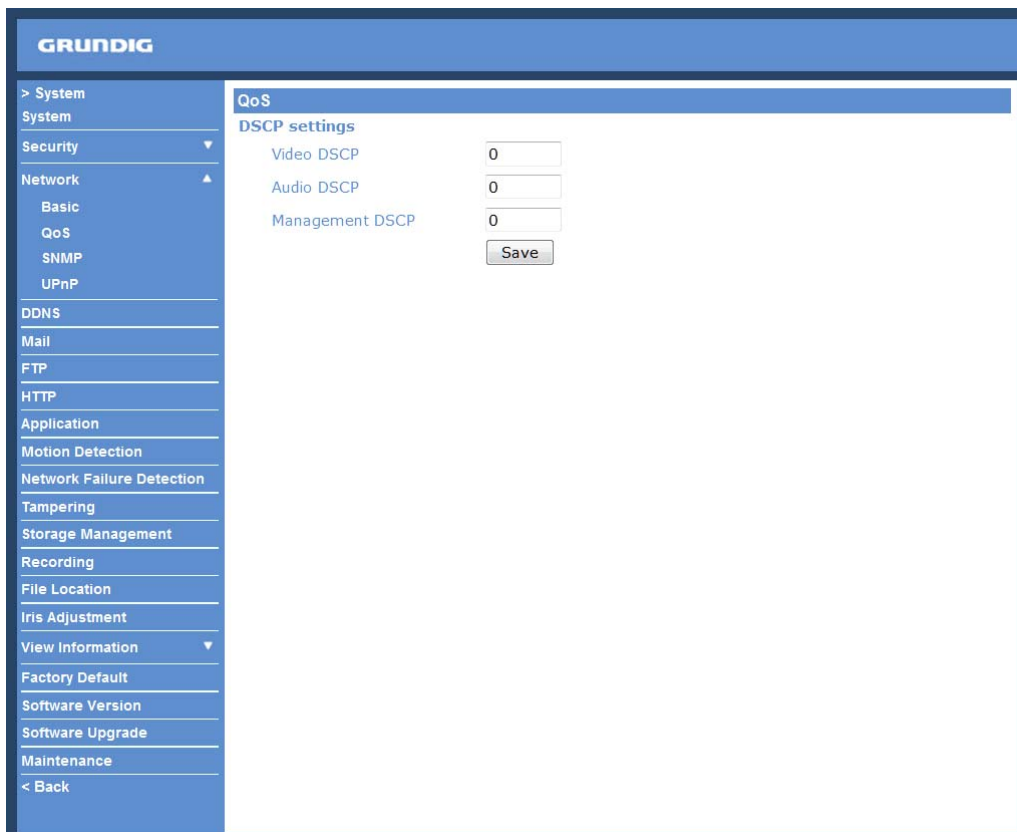 GRUNDIG
> System
System
Security
Network
Basic
QoS
SNMP
UPnP
DDNS
Mail
FTP
HTTP
Application
Motion Detection
Network Failure Detection
Tampering
Storage Management
Recording
File Location
Iris Adjustment
View Information
Factory Default
Software Version
Software Upgrade
Maintenance
< Back
QoS
DSCP settings
Video DSCP 0
Audio DSCP 0
Management DSCP 0
Save